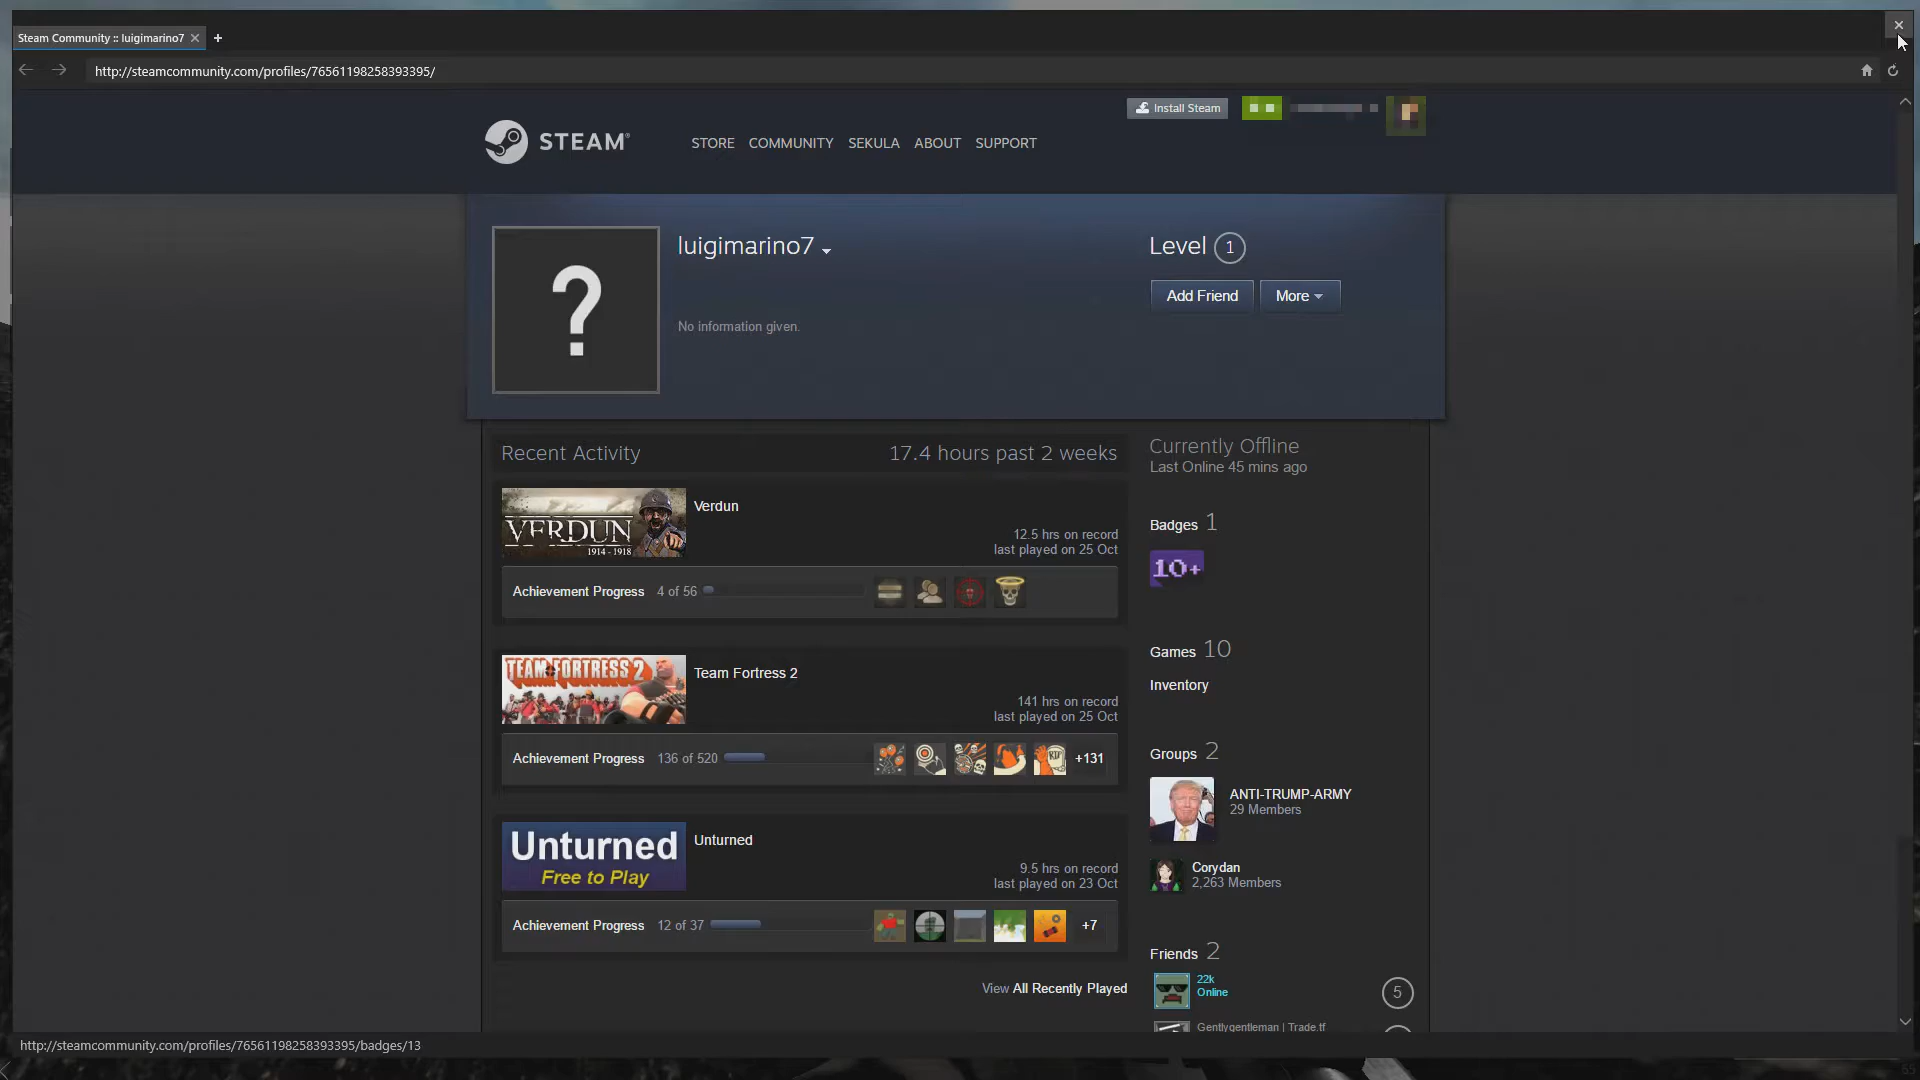 Steam Community :: luigimarino7
http://steamcommunity.com/profiles/76561198258393395/
Install Steam
STEAM®
STORE COMMUNITY SEKULA ABOUT SUPPORT
?
luigimarino7
No information given.
Level 1
Add Friend More
Recent Activity 17.4 hours past 2 weeks
VERDUN
1914 - 1918
Verdun
12.5 hrs on record
last played on 25 Oct
Achievement Progress 4 of 56
TEAM FORTRESS 2
Team Fortress 2
141 hrs on record
last played on 25 Oct
Achievement Progress 136 of 520 +131
Unturned
Free to Play
Unturned
9.5 hrs on record
last played on 23 Oct
Achievement Progress 12 of 37 +7
View All Recently Played
Currently Offline
Last Online 45 mins ago
Badges 1
10+
Games 10
Inventory
Groups 2
ANTI-TRUMP-ARMY
29 Members
Corydan
2,263 Members
Friends 2
22k
Online
5
Gentlygentleman | Trade.tf
http://steamcommunity.com/profiles/76561198258393395/badges/13